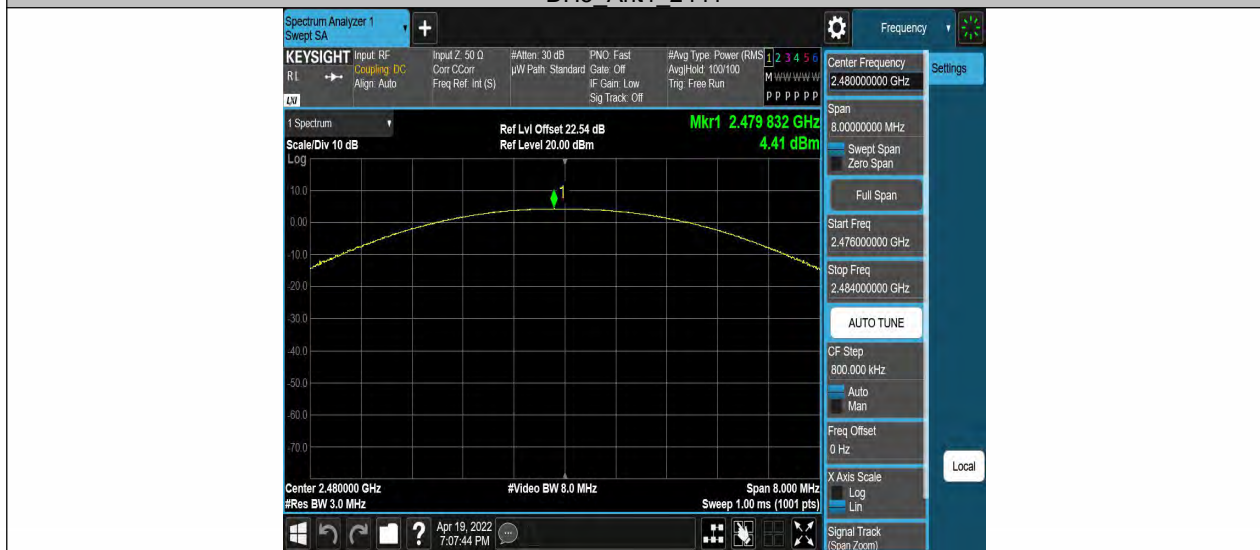 Spectrum Analyzer 1
Swept SA
+
Frequency
KEYSIGHT
RL
LXI
Input: RF
Coupling: DC
Align: Auto
Input Z: 50 Ω
Corr CCorr
Freq Ref: Int (S)
#Atten: 30 dB
µW Path: Standard
PNO: Fast
Gate: Off
IF Gain: Low
Sig Track: Off
#Avg Type: Power (RMS
Avg|Hold: 100/100
Trig: Free Run
1 2 3 4 5 6
M W W W W W
P P P P P P
1 Spectrum
Scale/Div 10 dB
Log
Ref Lvl Offset 22.54 dB
Ref Level 20.00 dBm
Mkr1 2.479 832 GHz
4.41 dBm
1
10.0
0.00
-10.0
-20.0
-30.0
-40.0
-50.0
-60.0
-70.0
Center 2.480000 GHz
#Res BW 3.0 MHz
#Video BW 8.0 MHz
Span 8.000 MHz
Sweep 1.00 ms (1001 pts)
Apr 19, 2022
7:07:44 PM
?
Center Frequency
2.480000000 GHz
Settings
Span
8.00000000 MHz
Swept Span
Zero Span
Full Span
Start Freq
2.476000000 GHz
Stop Freq
2.484000000 GHz
AUTO TUNE
CF Step
800.000 kHz
Auto
Man
Freq Offset
0 Hz
X Axis Scale
Log
Lin
Local
Signal Track
(Span Zoom)